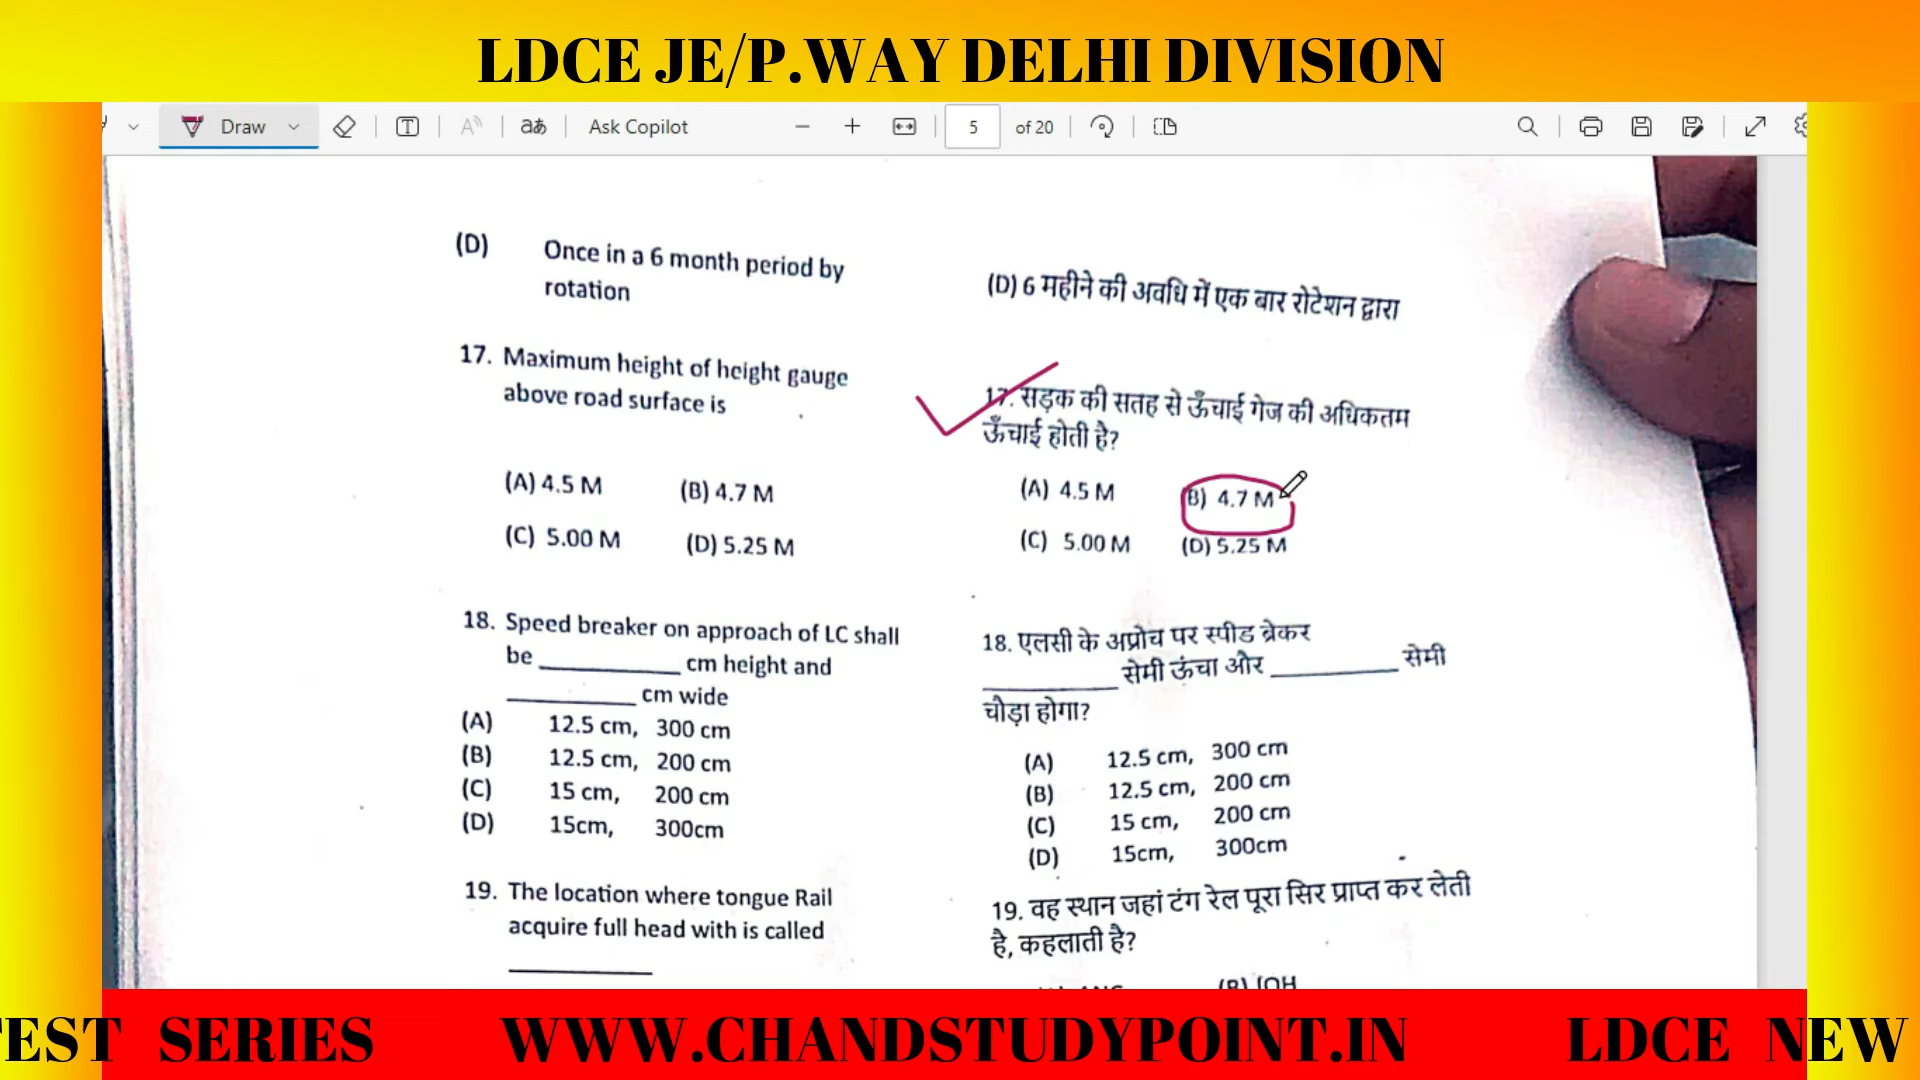 LDCE JE/P.WAY DELHI DIVISION
Draw
Ask Copilot
5 of 20
(D) Once in a 6 month period by
rotation
17. Maximum height of height gauge
above road surface is
(A) 4.5 M (B) 4.7 M
(C) 5.00 M (D) 5.25 M
18. Speed breaker on approach of LC shall
be ____________ cm height and
____________ cm wide
(A) 12.5 cm, 300 cm
(B) 12.5 cm, 200 cm
(C) 15 cm, 200 cm
(D) 15cm, 300cm
19. The location where tongue Rail
acquire full head with is called
____________
(D) 6 महीने की अवधि में एक बार रोटेशन द्वारा
17. सड़क की सतह से ऊँचाई गेज की अधिकतम
ऊँचाई होती है?
(A) 4.5 M B) 4.7 M
(C) 5.00 M (D) 5.25 M
18. एलसी के अप्रोच पर स्पीड ब्रेकर
____________ सेमी ऊंचा और ____________ सेमी
चौड़ा होगा?
(A) 12.5 cm, 300 cm
(B) 12.5 cm, 200 cm
(C) 15 cm, 200 cm
(D) 15cm, 300cm
19. वह स्थान जहां टंग रेल पूरा सिर प्राप्त कर लेती
है, कहलाती है?
EST SERIES WWW.CHANDSTUDYPOINT.IN LDCE NEW